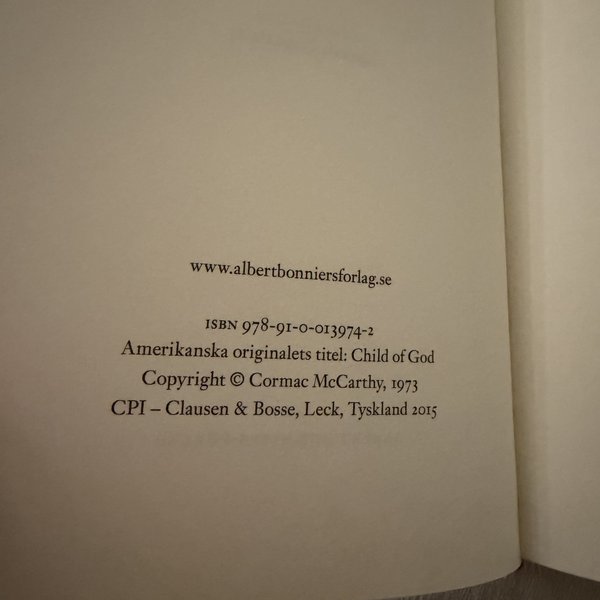 www.albertbonniersforlag.se
ISBN 978-91-0-013974-2
Amerikanska originalets titel: Child of God
Copyright © Cormac McCarthy, 1973
CPI – Clausen & Bosse, Leck, Tyskland 2015